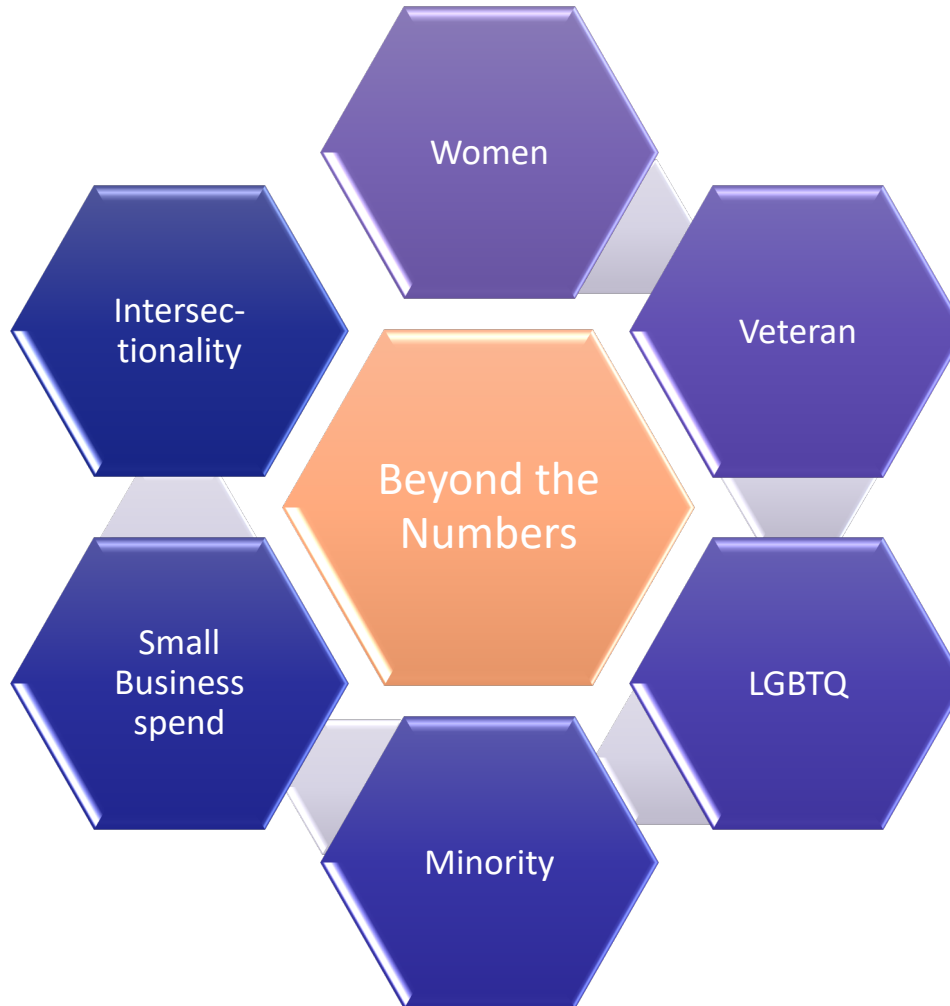 Women
Intersec-
tionality
Veteran
Beyond the
Numbers
Small
Business
spend
LGBTQ
Minority